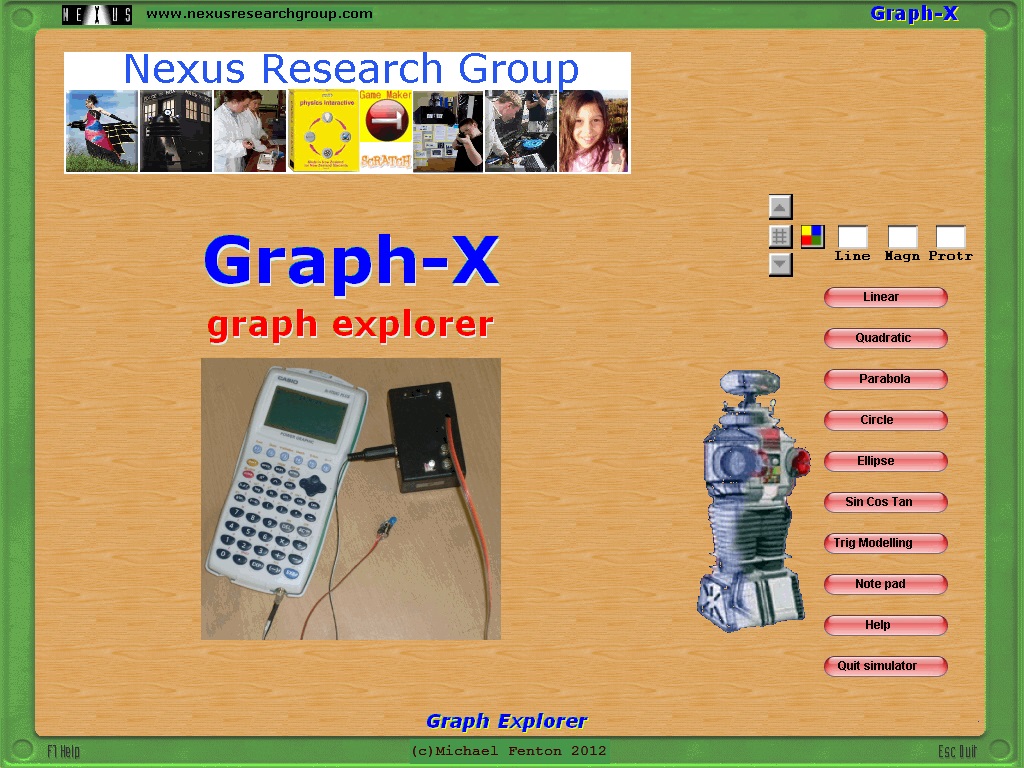 NEXUS
www.nexusresearchgroup.com
Graph-X
Nexus Research Group
physics interactive
Game Maker
SCRATCH
Graph-X
graph explorer
CASIO
Line Magn Protr
Linear
Quadratic
Parabola
Circle
Ellipse
Sin Cos Tan
Trig Modelling
Note pad
Help
Quit simulator
Graph Explorer
F1 Help
(c)Michael Fenton 2012
Esc Quit